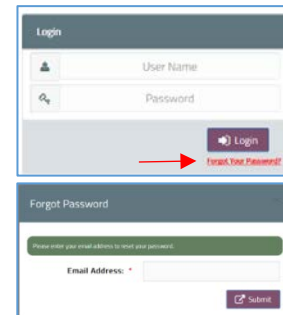 Login
User Name
Password
Login
Forgot Your Password?
Forgot Password
Please enter your email address to reset your password.
Email Address: *
Submit